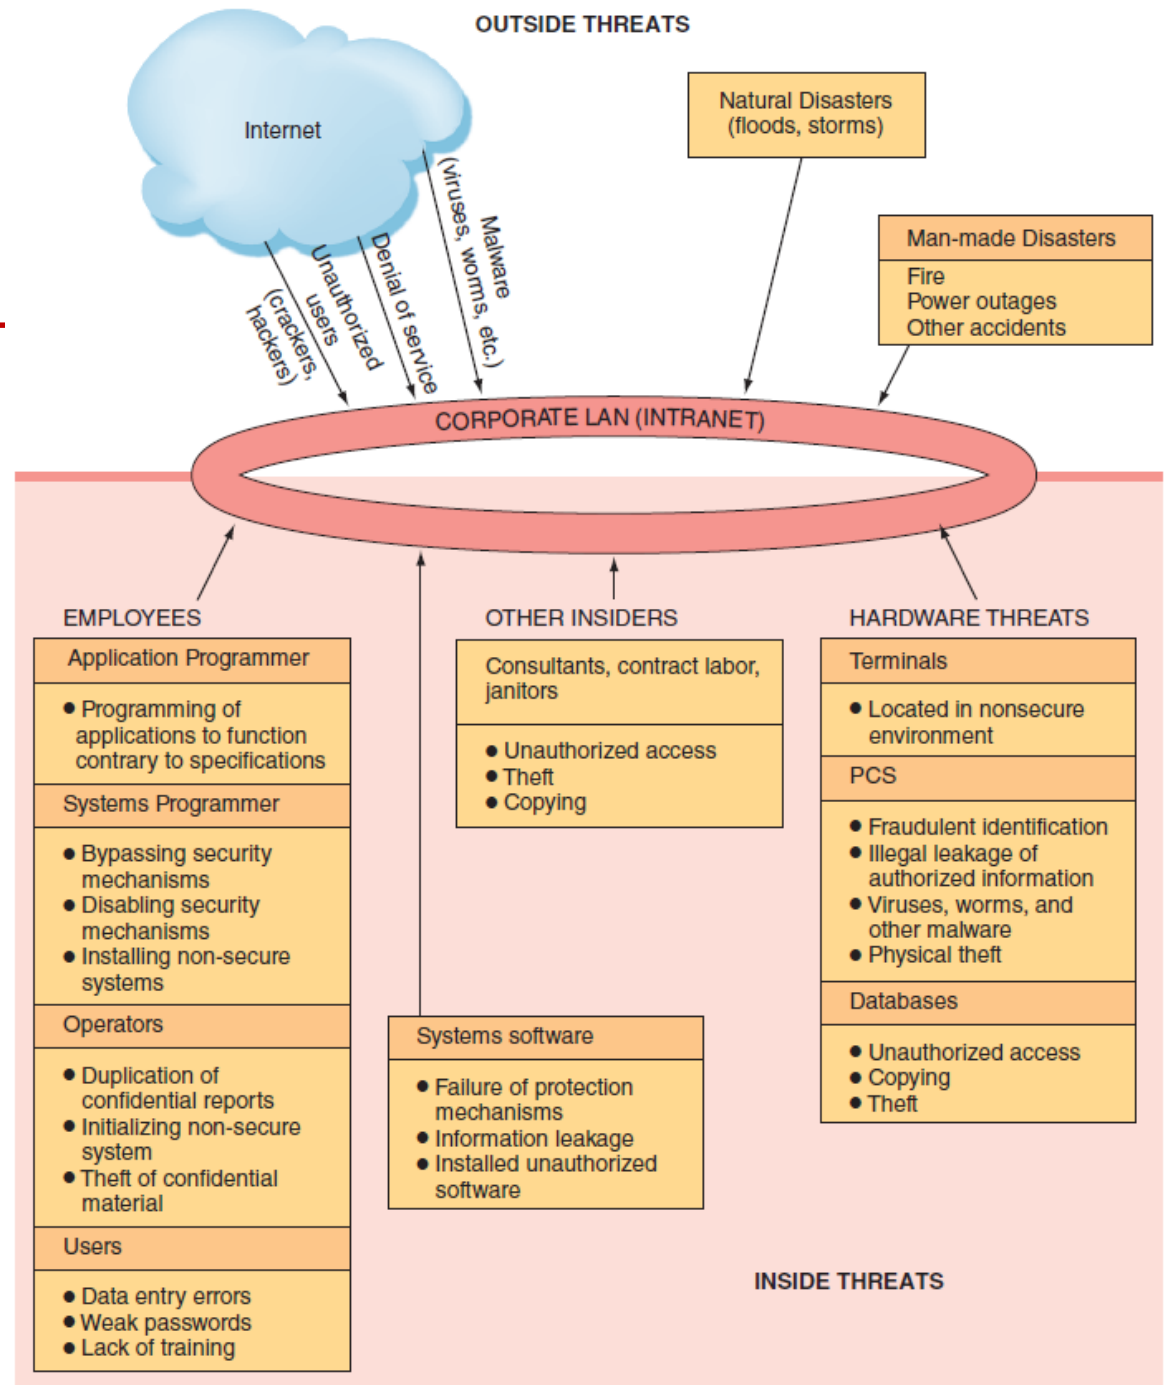 OUTSIDE THREATS
Internet
Natural Disasters
(floods, storms)
Man-made Disasters
Fire
Power outages
Other accidents
Malware
(viruses, worms, etc.)
Denial of service
Unauthorized
users
(crackers,
hackers)
CORPORATE LAN (INTRANET)
EMPLOYEES
Application Programmer
● Programming of
applications to function
contrary to specifications
Systems Programmer
● Bypassing security
mechanisms
● Disabling security
mechanisms
● Installing non-secure
systems
Operators
● Duplication of
confidential reports
● Initializing non-secure
system
● Theft of confidential
material
Users
● Data entry errors
● Weak passwords
● Lack of training
Systems software
● Failure of protection
mechanisms
● Information leakage
● Installed unauthorized
software
OTHER INSIDERS
Consultants, contract labor,
janitors
● Unauthorized access
● Theft
● Copying
HARDWARE THREATS
Terminals
● Located in nonsecure
environment
PCS
● Fraudulent identification
● Illegal leakage of
authorized information
● Viruses, worms, and
other malware
● Physical theft
Databases
● Unauthorized access
● Copying
● Theft
INSIDE THREATS